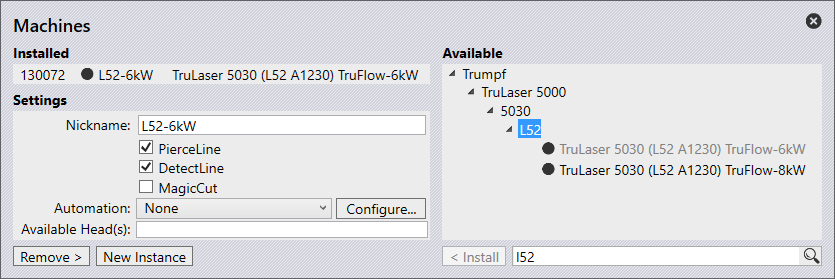 Machines
Installed
130072 L52-6kW TruLaser 5030 (L52 A1230) TruFlow-6kW
Settings
Nickname: L52-6kW
PierceLine
DetectLine
MagicCut
Automation: None Configure...
Available Head(s):
Remove > New Instance
Available
Trumpf
TruLaser 5000
5030
L52
TruLaser 5030 (L52 A1230) TruFlow-6kW
TruLaser 5030 (L52 A1230) TruFlow-8kW
< Install l52